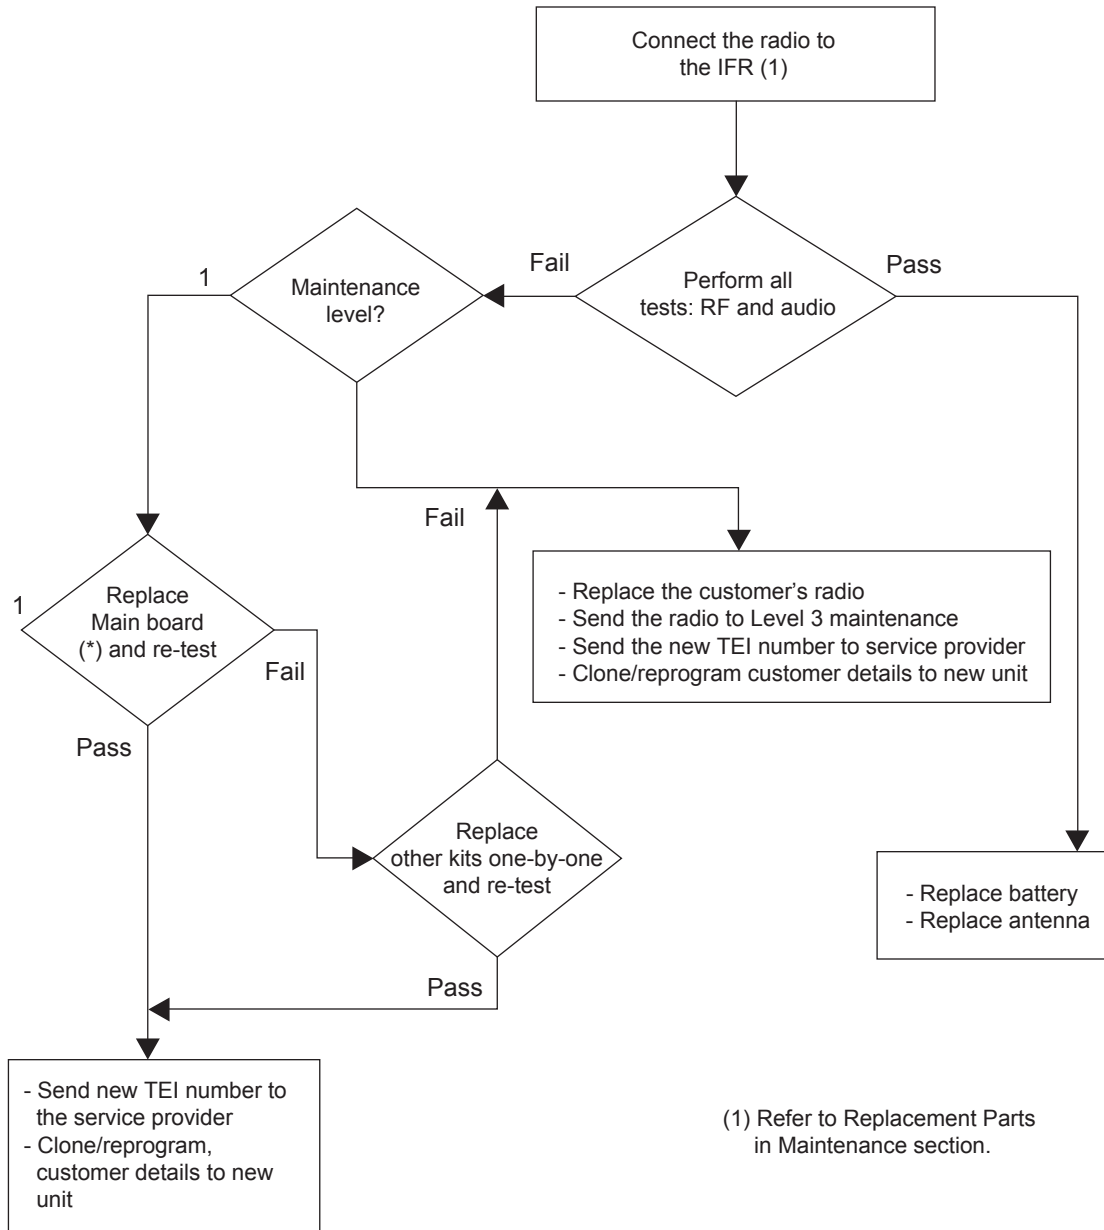 Connect the radio to
the IFR (1)
Perform all
tests: RF and audio
Fail
Pass
Maintenance
level?
1
Fail
- Replace the customer's radio
- Send the radio to Level 3 maintenance
- Send the new TEI number to service provider
- Clone/reprogram customer details to new unit
1
Replace
Main board
(*) and re-test
Fail
Pass
Replace
other kits one-by-one
and re-test
Pass
- Replace battery
- Replace antenna
- Send new TEI number to
the service provider
- Clone/reprogram,
customer details to new
unit
(1) Refer to Replacement Parts
in Maintenance section.